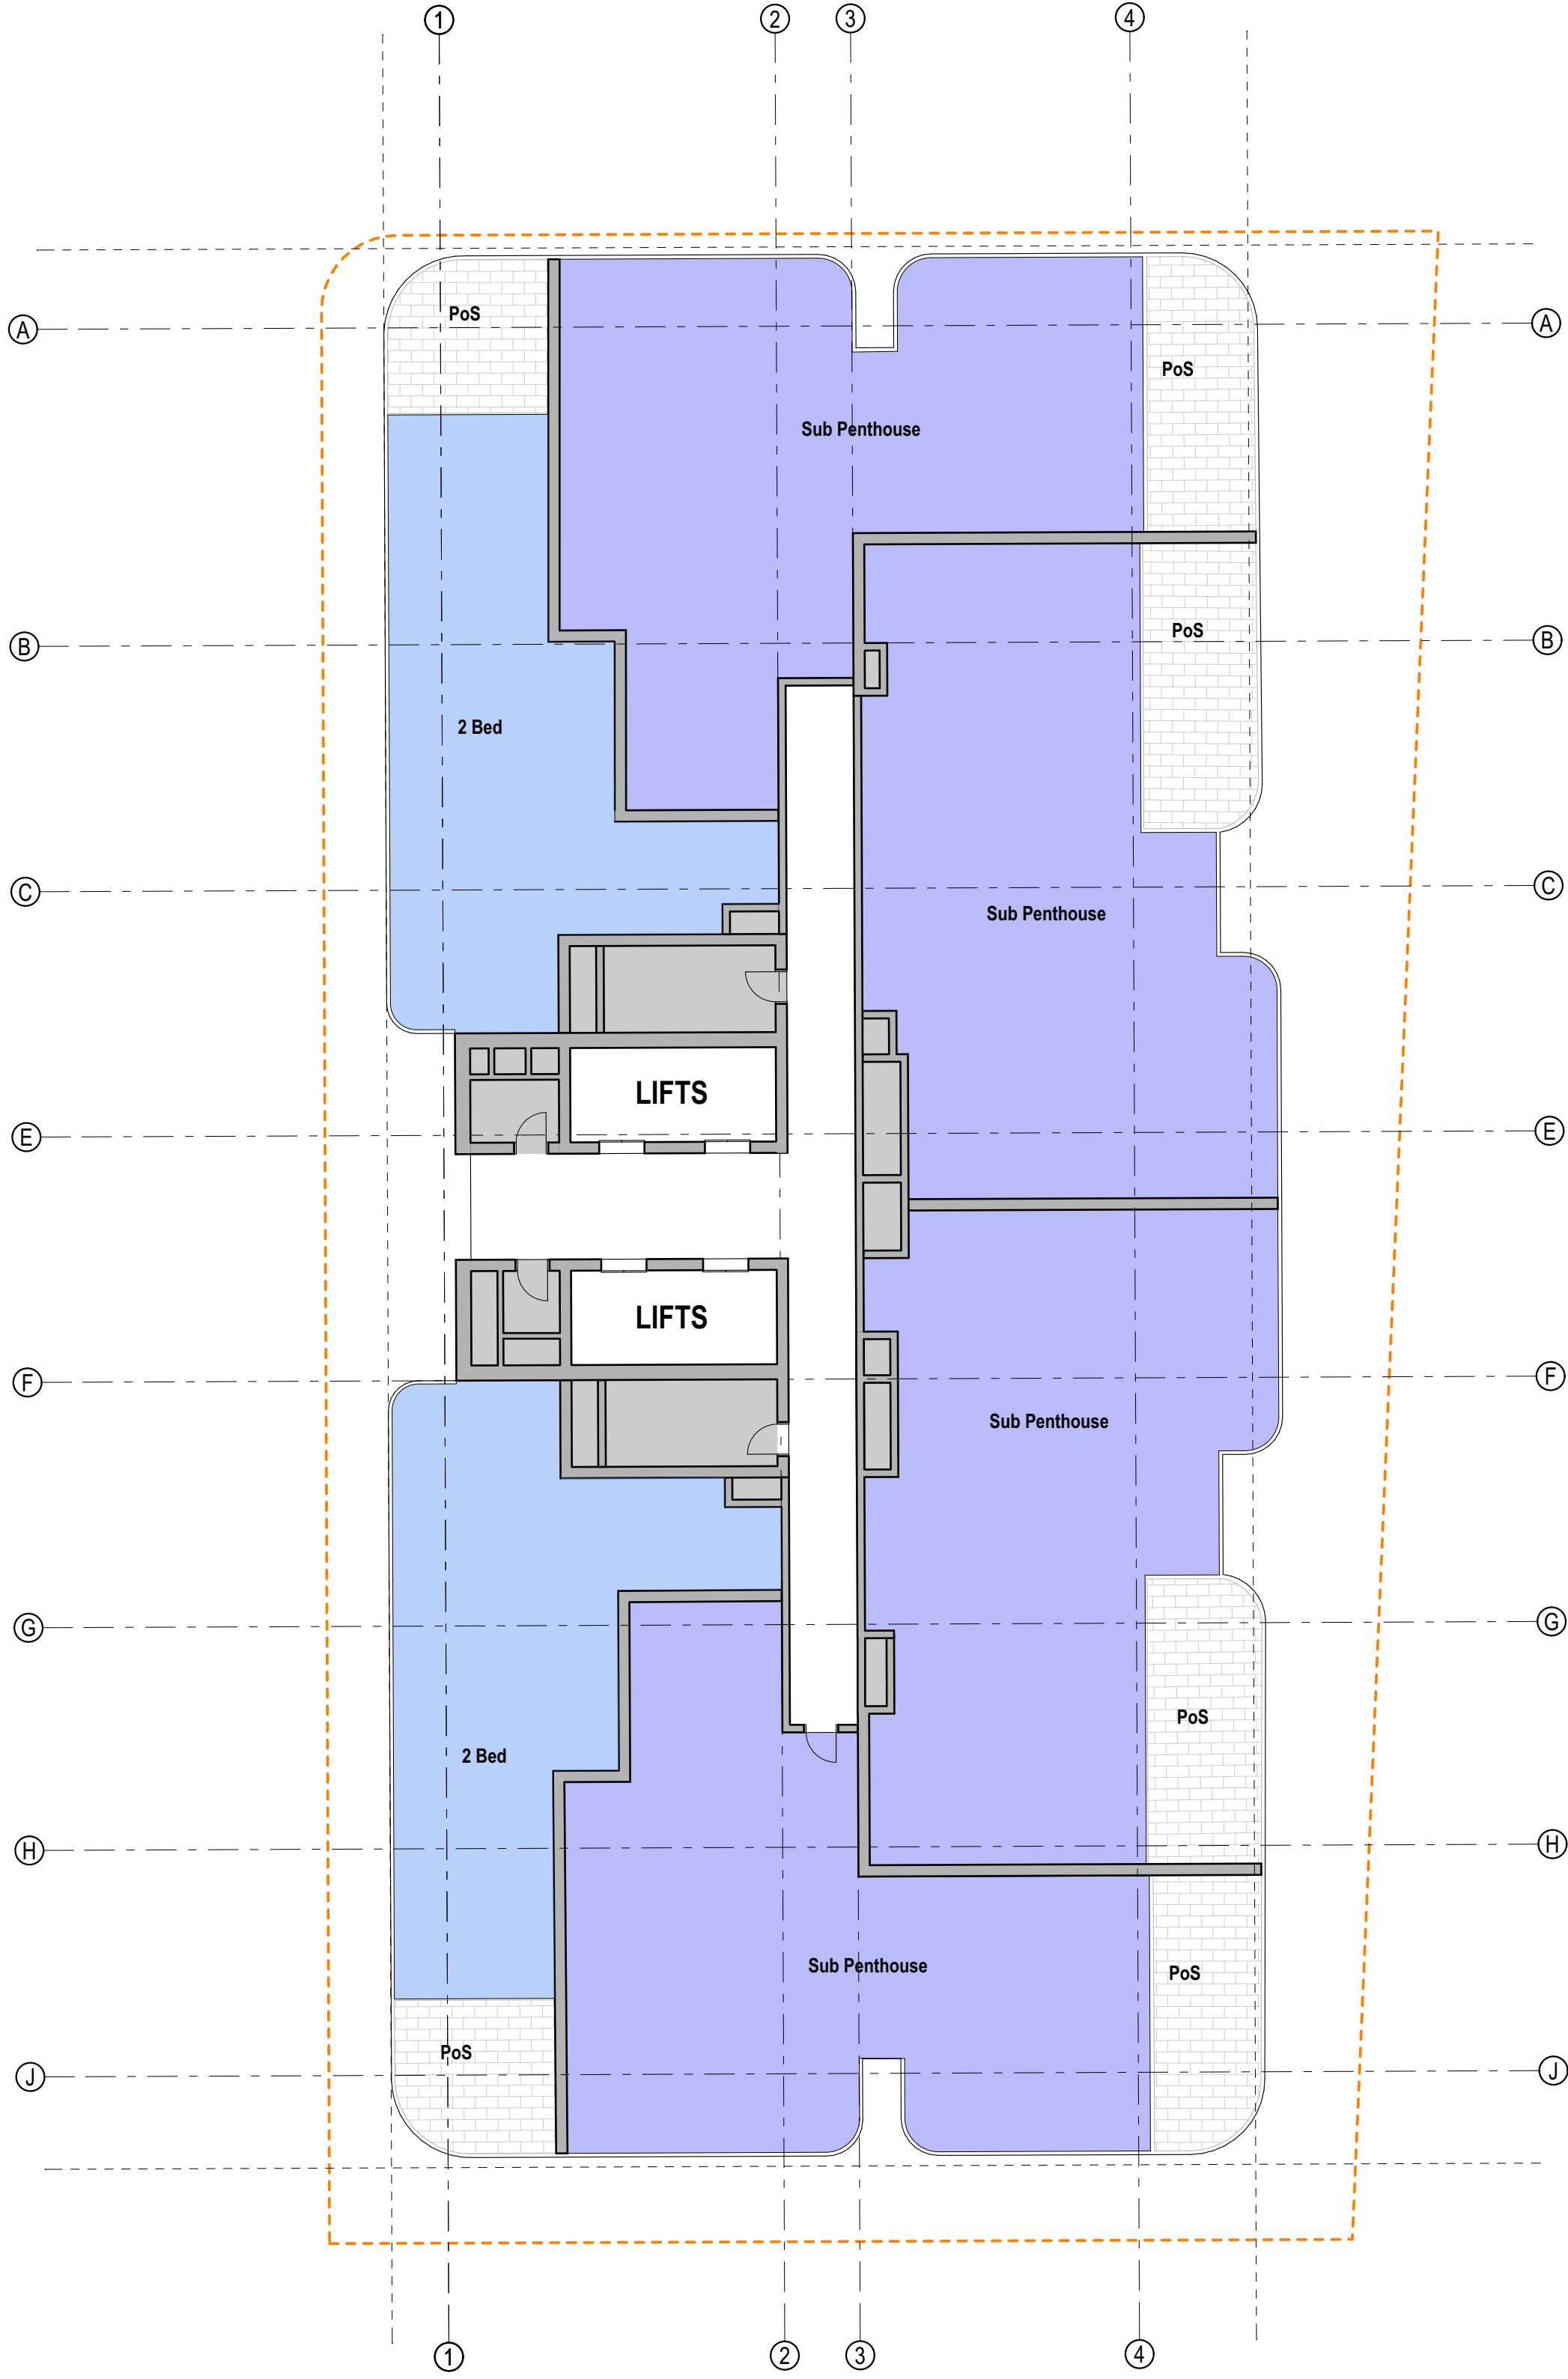 1
2
3
4
A
PoS
A
PoS
Sub Penthouse
B
PoS
B
2 Bed
C
Sub Penthouse
C
LIFTS
E
E
LIFTS
F
F
Sub Penthouse
G
G
PoS
2 Bed
H
H
Sub Penthouse
PoS
PoS
J
J
1
2
3
4